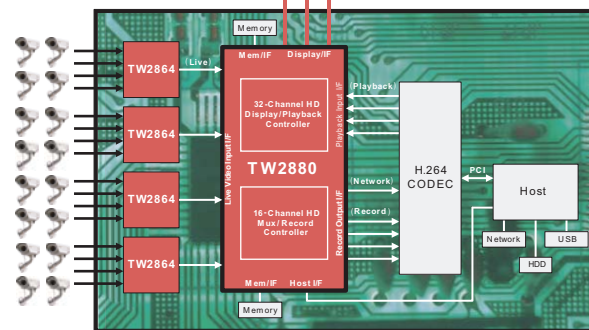 Memory
Mem/IF
Display/IF
TW2864
(Live)
32-Channel HD
Display/Playback
Controller
Playback Input I/F
(Playback)
TW2864
Live Video Input I/F
TW2880
H.264
CODEC
PCI
Host
TW2864
16-Channel HD
Mux/Record
Controller
Record Output I/F
(Network)
(Record)
Network
USB
HDD
TW2864
Mem/IF
Host I/F
Memory